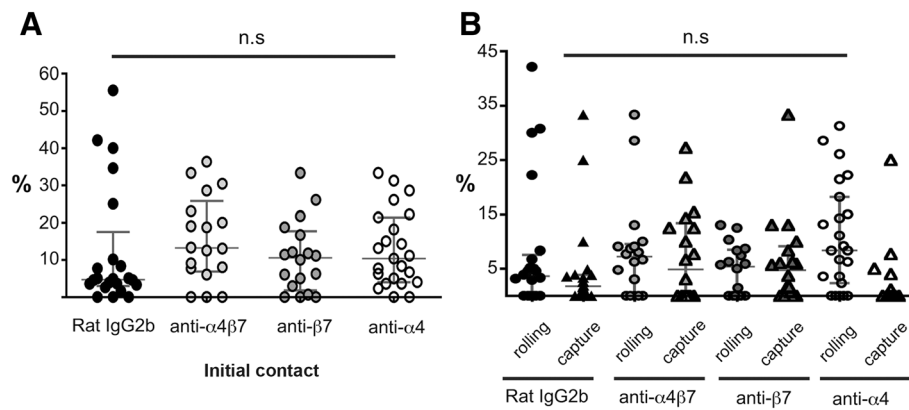 A
n.s
60
50
40
30
20
10
%
Rat IgG2b anti-α4β7 anti-β7 anti-α4
Initial contact
B
n.s
45
35
25
15
5
%
rolling capture rolling capture rolling capture rolling capture
Rat IgG2b anti-α4β7 anti-β7 anti-α4